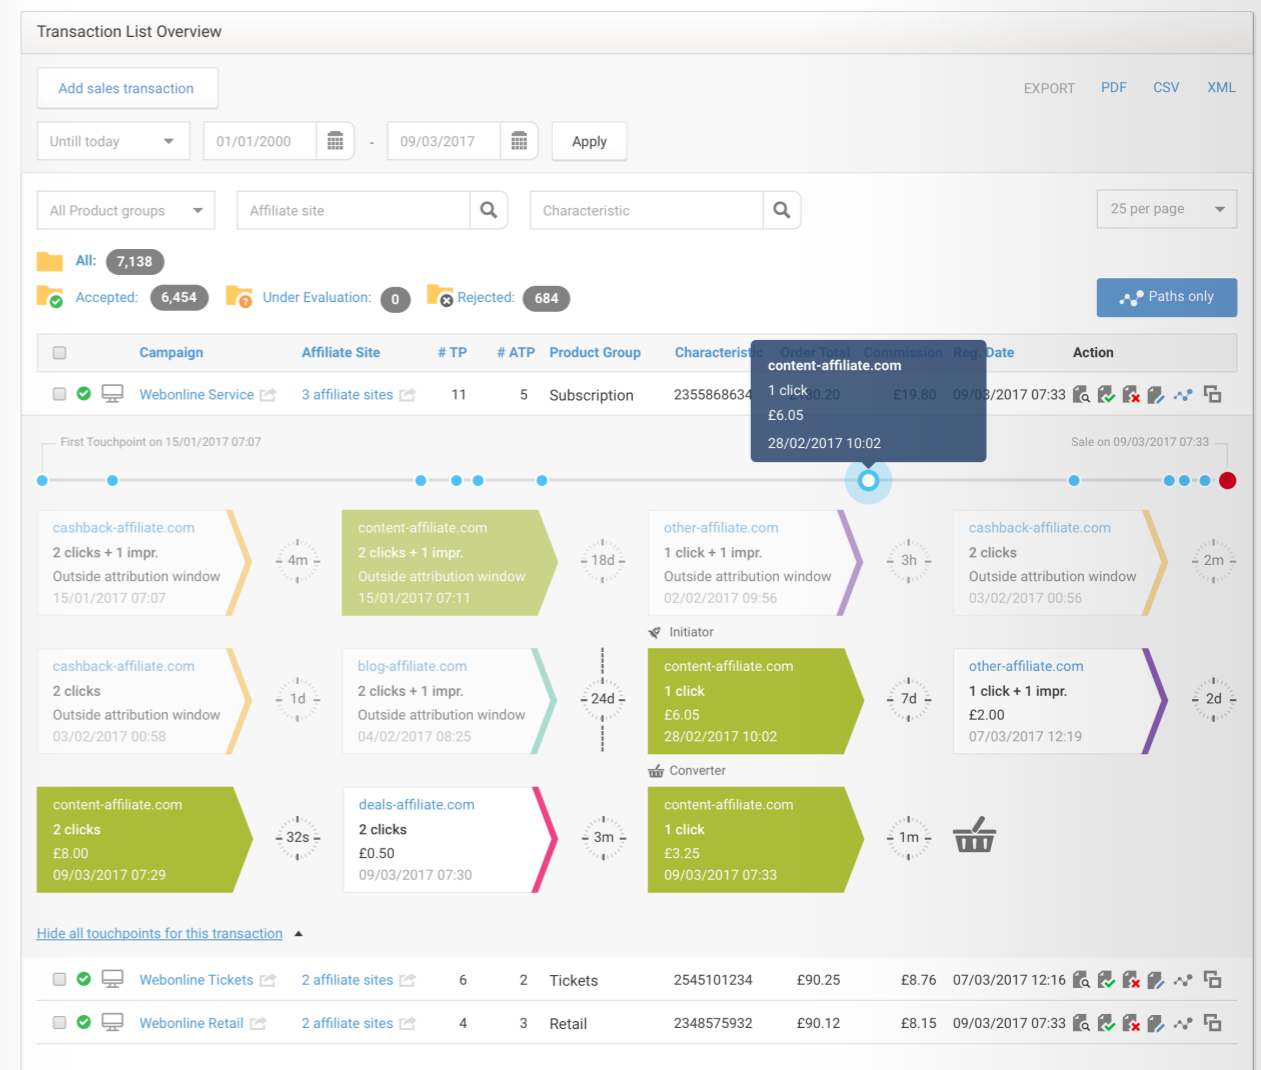 Transaction List Overview
Add sales transaction
EXPORT PDF CSV XML
Untill today 01/01/2000 - 09/03/2017 Apply
All Product groups Affiliate site Characteristic 25 per page
All: 7,138
Accepted: 6,454 Under Evaluation: 0 Rejected: 684
Paths only
Campaign Affiliate Site # TP # ATP Product Group Characteristic Order Total Commission Reg. Date Action
content-affiliate.com
1 click
£6.05
28/02/2017 10:02
Webonline Service 3 affiliate sites 11 5 Subscription 2355868634 £19.80 09/03/2017 07:33
First Touchpoint on 15/01/2017 07:07 Sale on 09/03/2017 07:33
cashback-affiliate.com
2 clicks + 1 impr.
Outside attribution window
15/01/2017 07:07
4m
content-affiliate.com
2 clicks + 1 impr.
Outside attribution window
15/01/2017 07:11
18d
other-affiliate.com
1 click + 1 impr.
Outside attribution window
02/02/2017 09:56
3h
cashback-affiliate.com
2 clicks
Outside attribution window
03/02/2017 00:56
2m
cashback-affiliate.com
2 clicks
Outside attribution window
03/02/2017 00:58
1d
blog-affiliate.com
2 clicks + 1 impr.
Outside attribution window
04/02/2017 08:25
24d
Initiator
content-affiliate.com
1 click
£6.05
28/02/2017 10:02
7d
other-affiliate.com
1 click + 1 impr.
£2.00
07/03/2017 12:19
2d
content-affiliate.com
2 clicks
£8.00
09/03/2017 07:29
32s
deals-affiliate.com
2 clicks
£0.50
09/03/2017 07:30
3m
Converter
content-affiliate.com
1 click
£3.25
09/03/2017 07:33
1m
Hide all touchpoints for this transaction
Webonline Tickets 2 affiliate sites 6 2 Tickets 2545101234 £90.25 £8.76 07/03/2017 12:16
Webonline Retail 2 affiliate sites 4 3 Retail 2348575932 £90.12 £8.15 09/03/2017 07:33